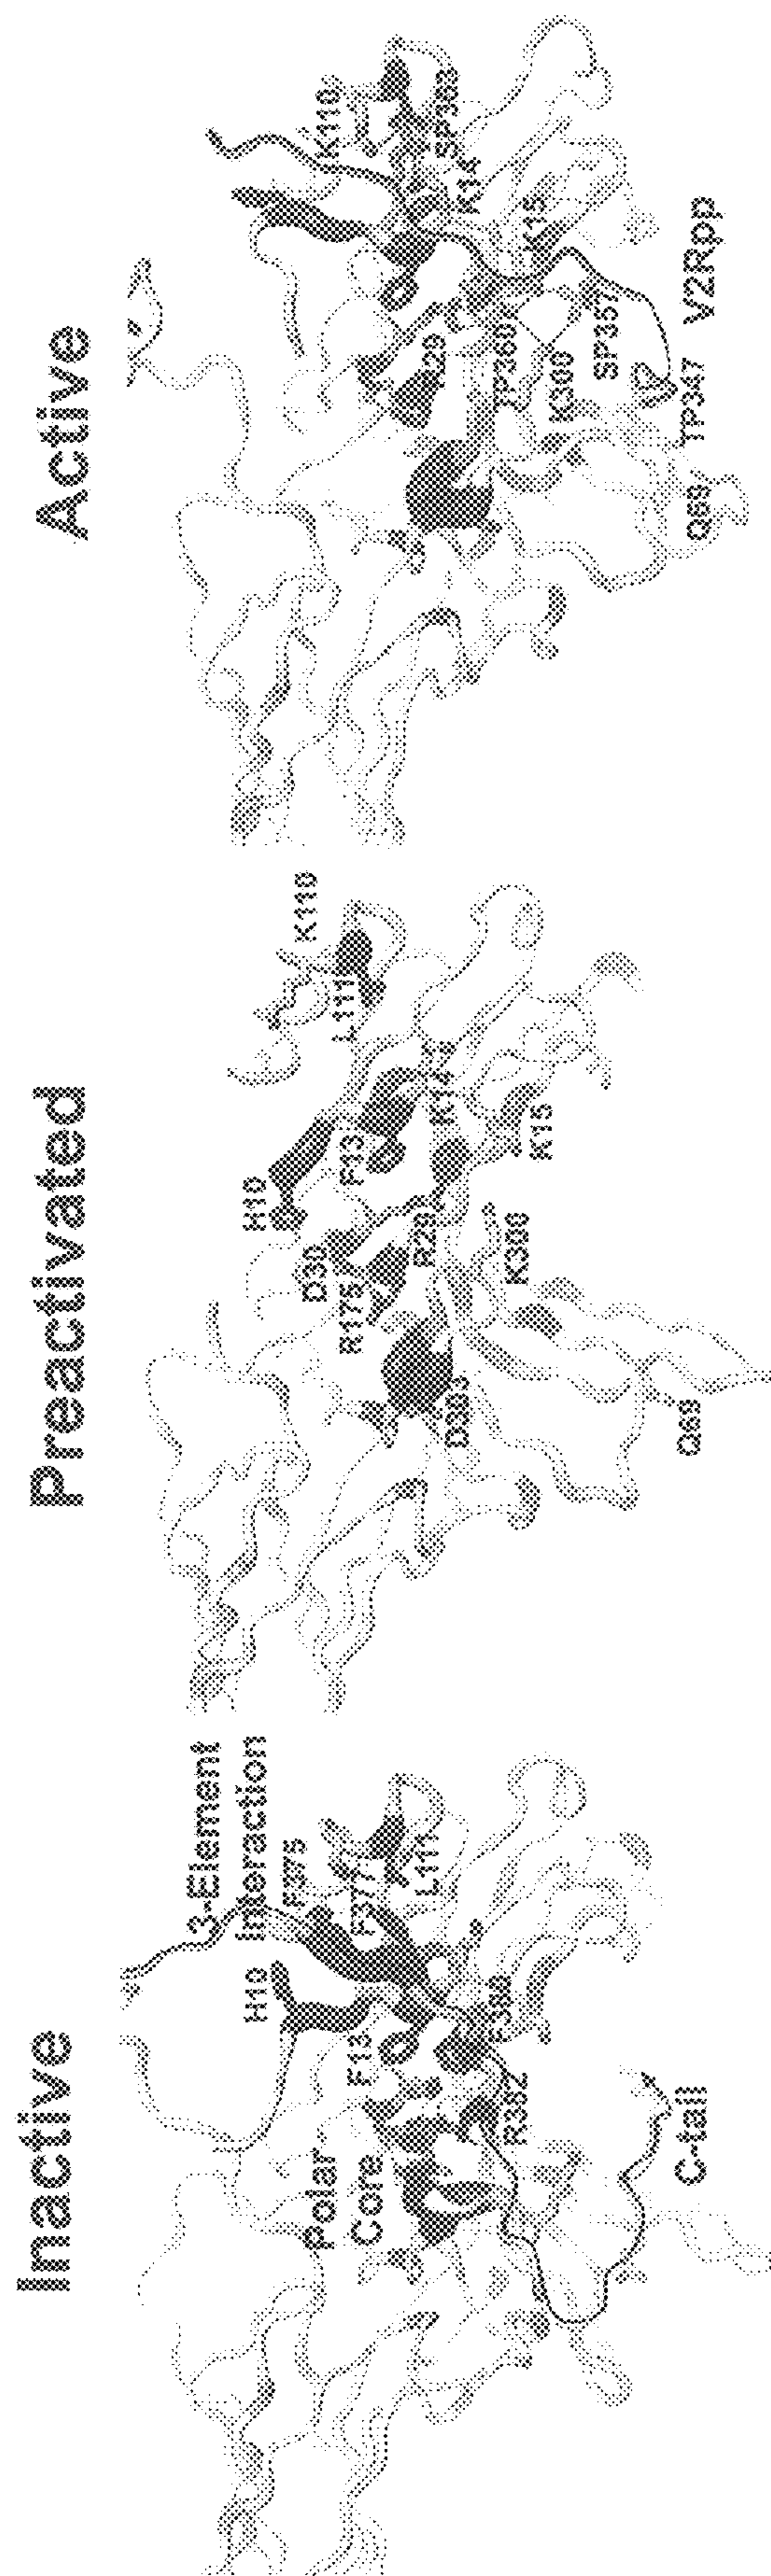 Inactive
3-Element
Interaction
F375
H10
F377
L111
F13
Polar
Core
F388
R382
C-tail
Preactivated
K110
L111
H10
F13
K14
D30
R175
R29
K15
K300
D303
Q69
Active
K110
SP363
K14
K15
R29
TP360
K300
SP357
V2Rpp
TP347
Q69